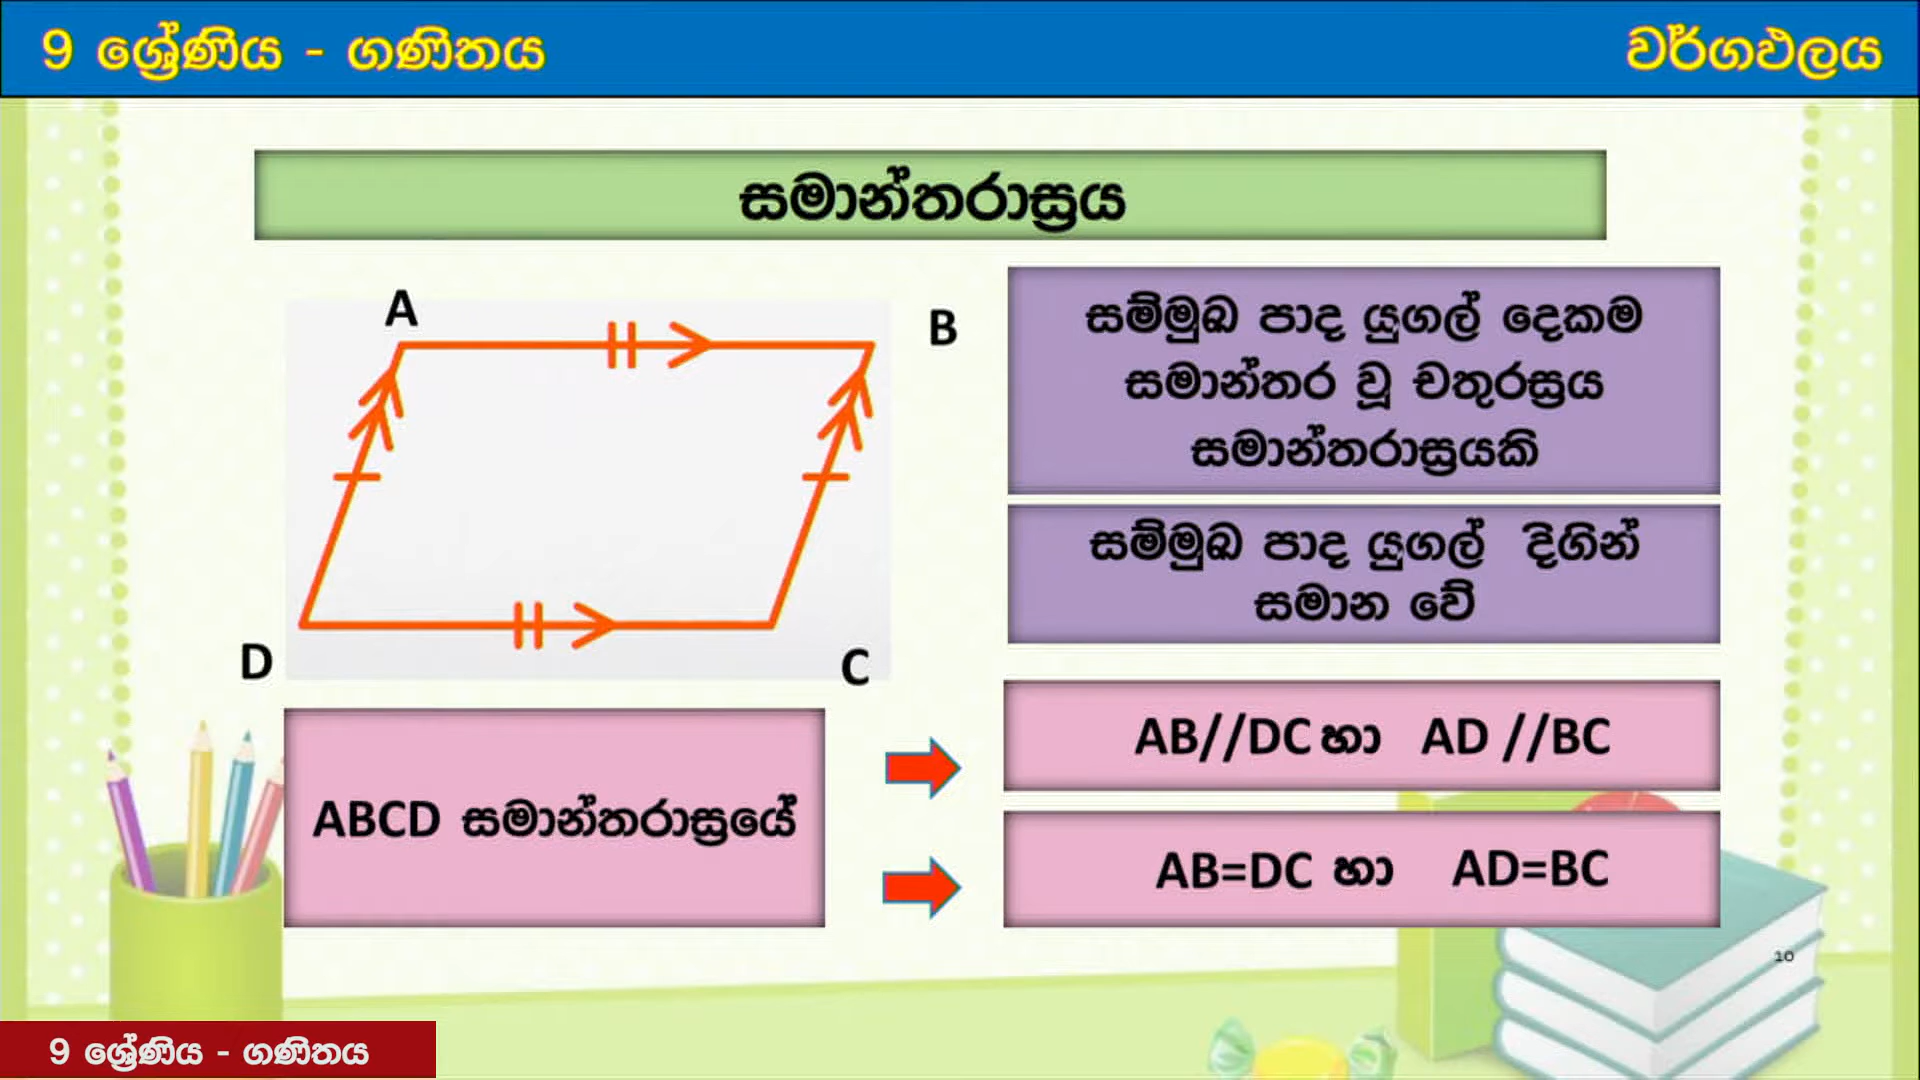 9 ශ්‍රේණිය - ගණිතය
වර්ගඵලය
සමාන්තරාස්‍රය
A
B
D
C
සම්මුඛ පාද යුගල් දෙකම
සමාන්තර වූ චතුරස්‍රය
සමාන්තරාස්‍රයකි
සම්මුඛ පාද යුගල් දිගින්
සමාන වේ
ABCD සමාන්තරාස්‍රයේ
AB//DC හා AD //BC
AB=DC හා AD=BC
10
9 ශ්‍රේණිය - ගණිතය